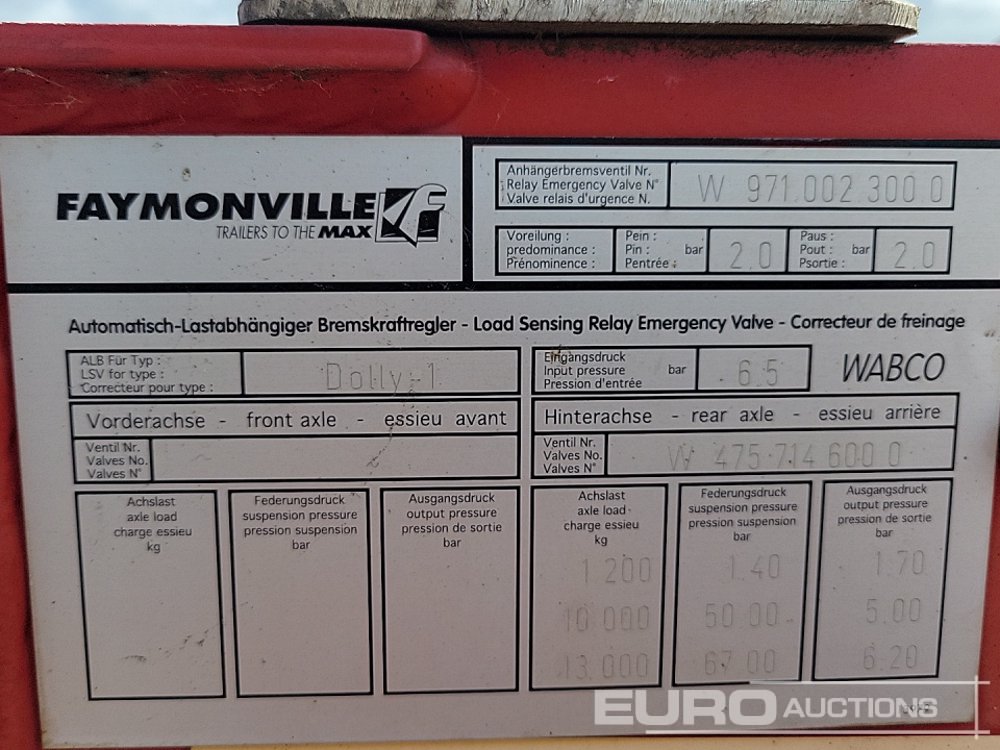 FAYMONVILLE
TRAILERS TO THE MAX
Anhängerbremsventil Nr.
Relay Emergency Valve N°
Valve relais d'urgence N.
W 971.002 300 0
Voreilung :
predominance :
Prénominence :
Pein :
Pin : bar
Pentrée :
2.0
Paus :
Pout : bar
Psortie :
2.0
Automatisch-Lastabhängiger Bremskraftregler - Load Sensing Relay Emergency Valve - Correcteur de freinage
ALB Für Typ :
LSV for type :
Correcteur pour type :
Dolly-1
Eingangsdruck
Input pressure bar
Pression d'entrée
6.5
WABCO
Vorderachse - front axle - essieu avant
Hinterachse - rear axle - essieu arrière
Ventil Nr.
Valves No.
Valves N°
Ventil Nr.
Valves No.
Valves N°
W 475 714 600 0
Achslast
axle load
charge essieu
kg
Federungsdruck
suspension pressure
pression suspension
bar
Ausgangsdruck
output pressure
pression de sortie
bar
Achslast
axle load
charge essieu
kg
1.200
10.000
13.000
Federungsdruck
suspension pressure
pression suspension
bar
1.40
50.00
67.00
Ausgangsdruck
output pressure
pression de sortie
bar
1.70
5.00
6.20
EURO AUCTIONS